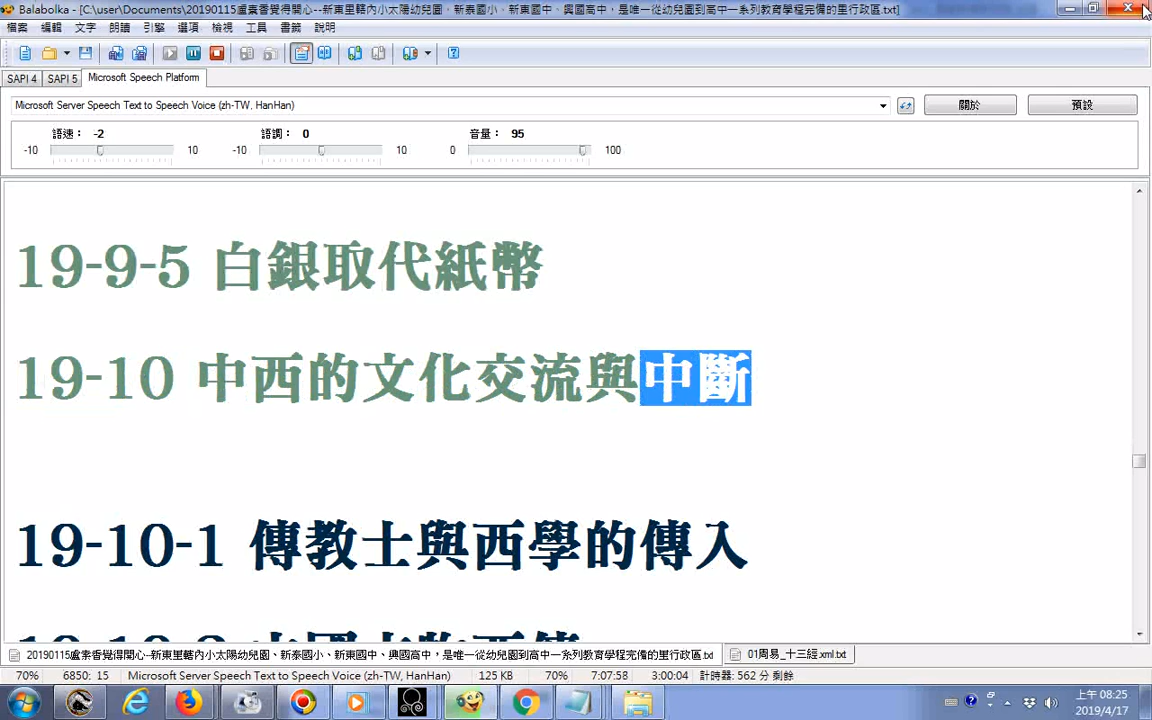 Balabolka - [C:\user\Documents\20190115盧素香覺得開心--新東里轄內小太陽幼兒園、新泰國小、新東國中、興國高中，是唯一從幼兒園到高中一系列教育學程完備的里行政區.txt]
檔案 編輯 文字 朗讀 引擎 選項 檢視 工具 書籤 說明
SAPI 4 SAPI 5 Microsoft Speech Platform
Microsoft Server Speech Text to Speech Voice (zh-TW, HanHan) 關於 預設
語速： -2 語調： 0 音量： 95
-10 10 -10 10 0 100
19-9-5 白銀取代紙幣
19-10 中西的文化交流與中斷
19-10-1 傳教士與西學的傳入
20190115盧素香覺得開心--新東里轄內小太陽幼兒園、新泰國小、新東國中、興國高中，是唯一從幼兒園到高中一系列教育學程完備的里行政區.txt 01周易_十三經.xml.txt
70% 6850: 15 Microsoft Server Speech Text to Speech Voice (zh-TW, HanHan) 125 KB 70% 7:07:58 3:00:04 計時器: 562 分 剩餘
上午 08:25
2019/4/17